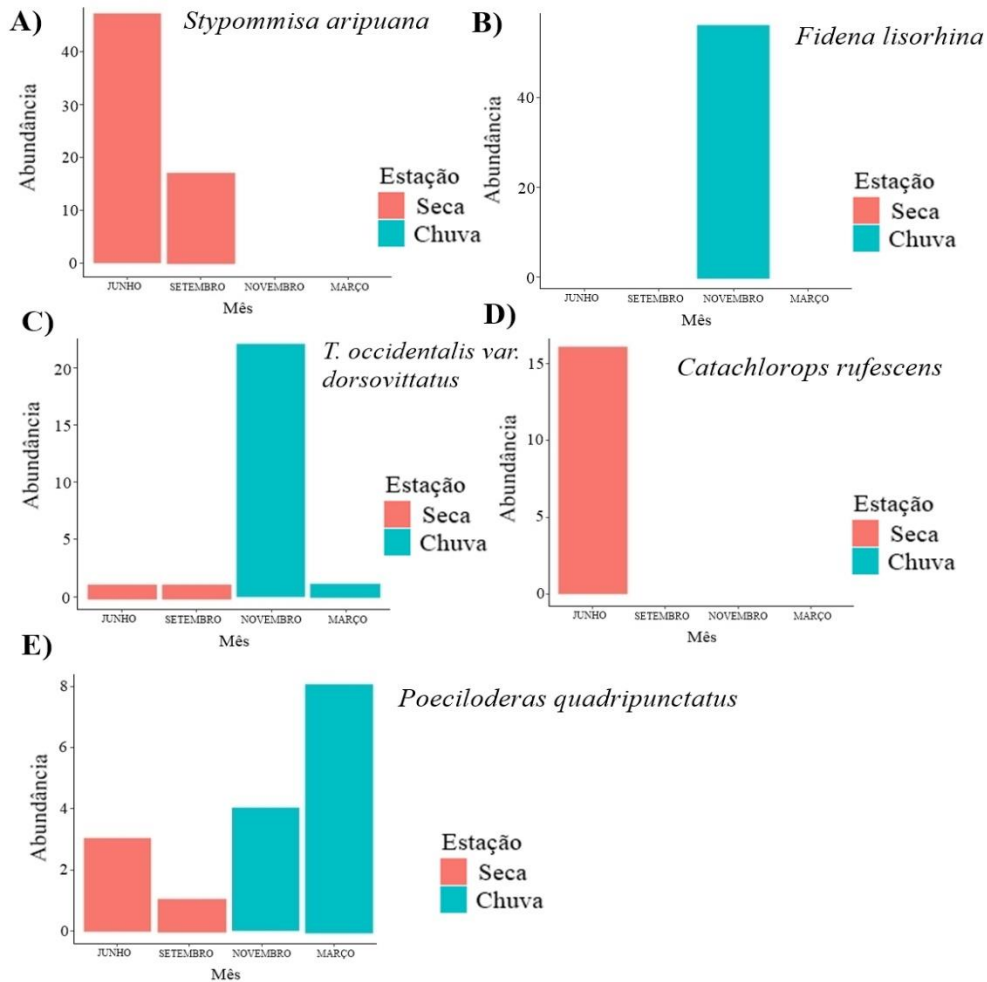 A)
Stypommisa aripuana
Abundância
40
30
20
10
0
JUNHO SETEMBRO NOVEMBRO MARÇO
Mês
Estação
Seca
Chuva
B)
Fidena lisorhina
Abundância
40
20
0
JUNHO SETEMBRO NOVEMBRO MARÇO
Mês
Estação
Seca
Chuva
C)
T. occidentalis var.
dorsovittatus
Abundância
20
15
10
5
0
JUNHO SETEMBRO NOVEMBRO MARÇO
Mês
Estação
Seca
Chuva
D)
Catachlorops rufescens
Abundância
15
10
5
0
JUNHO SETEMBRO NOVEMBRO MARÇO
Mês
Estação
Seca
Chuva
E)
Poeciloderas quadripunctatus
Abundância
8
6
4
2
0
JUNHO SETEMBRO NOVEMBRO MARÇO
Mês
Estação
Seca
Chuva